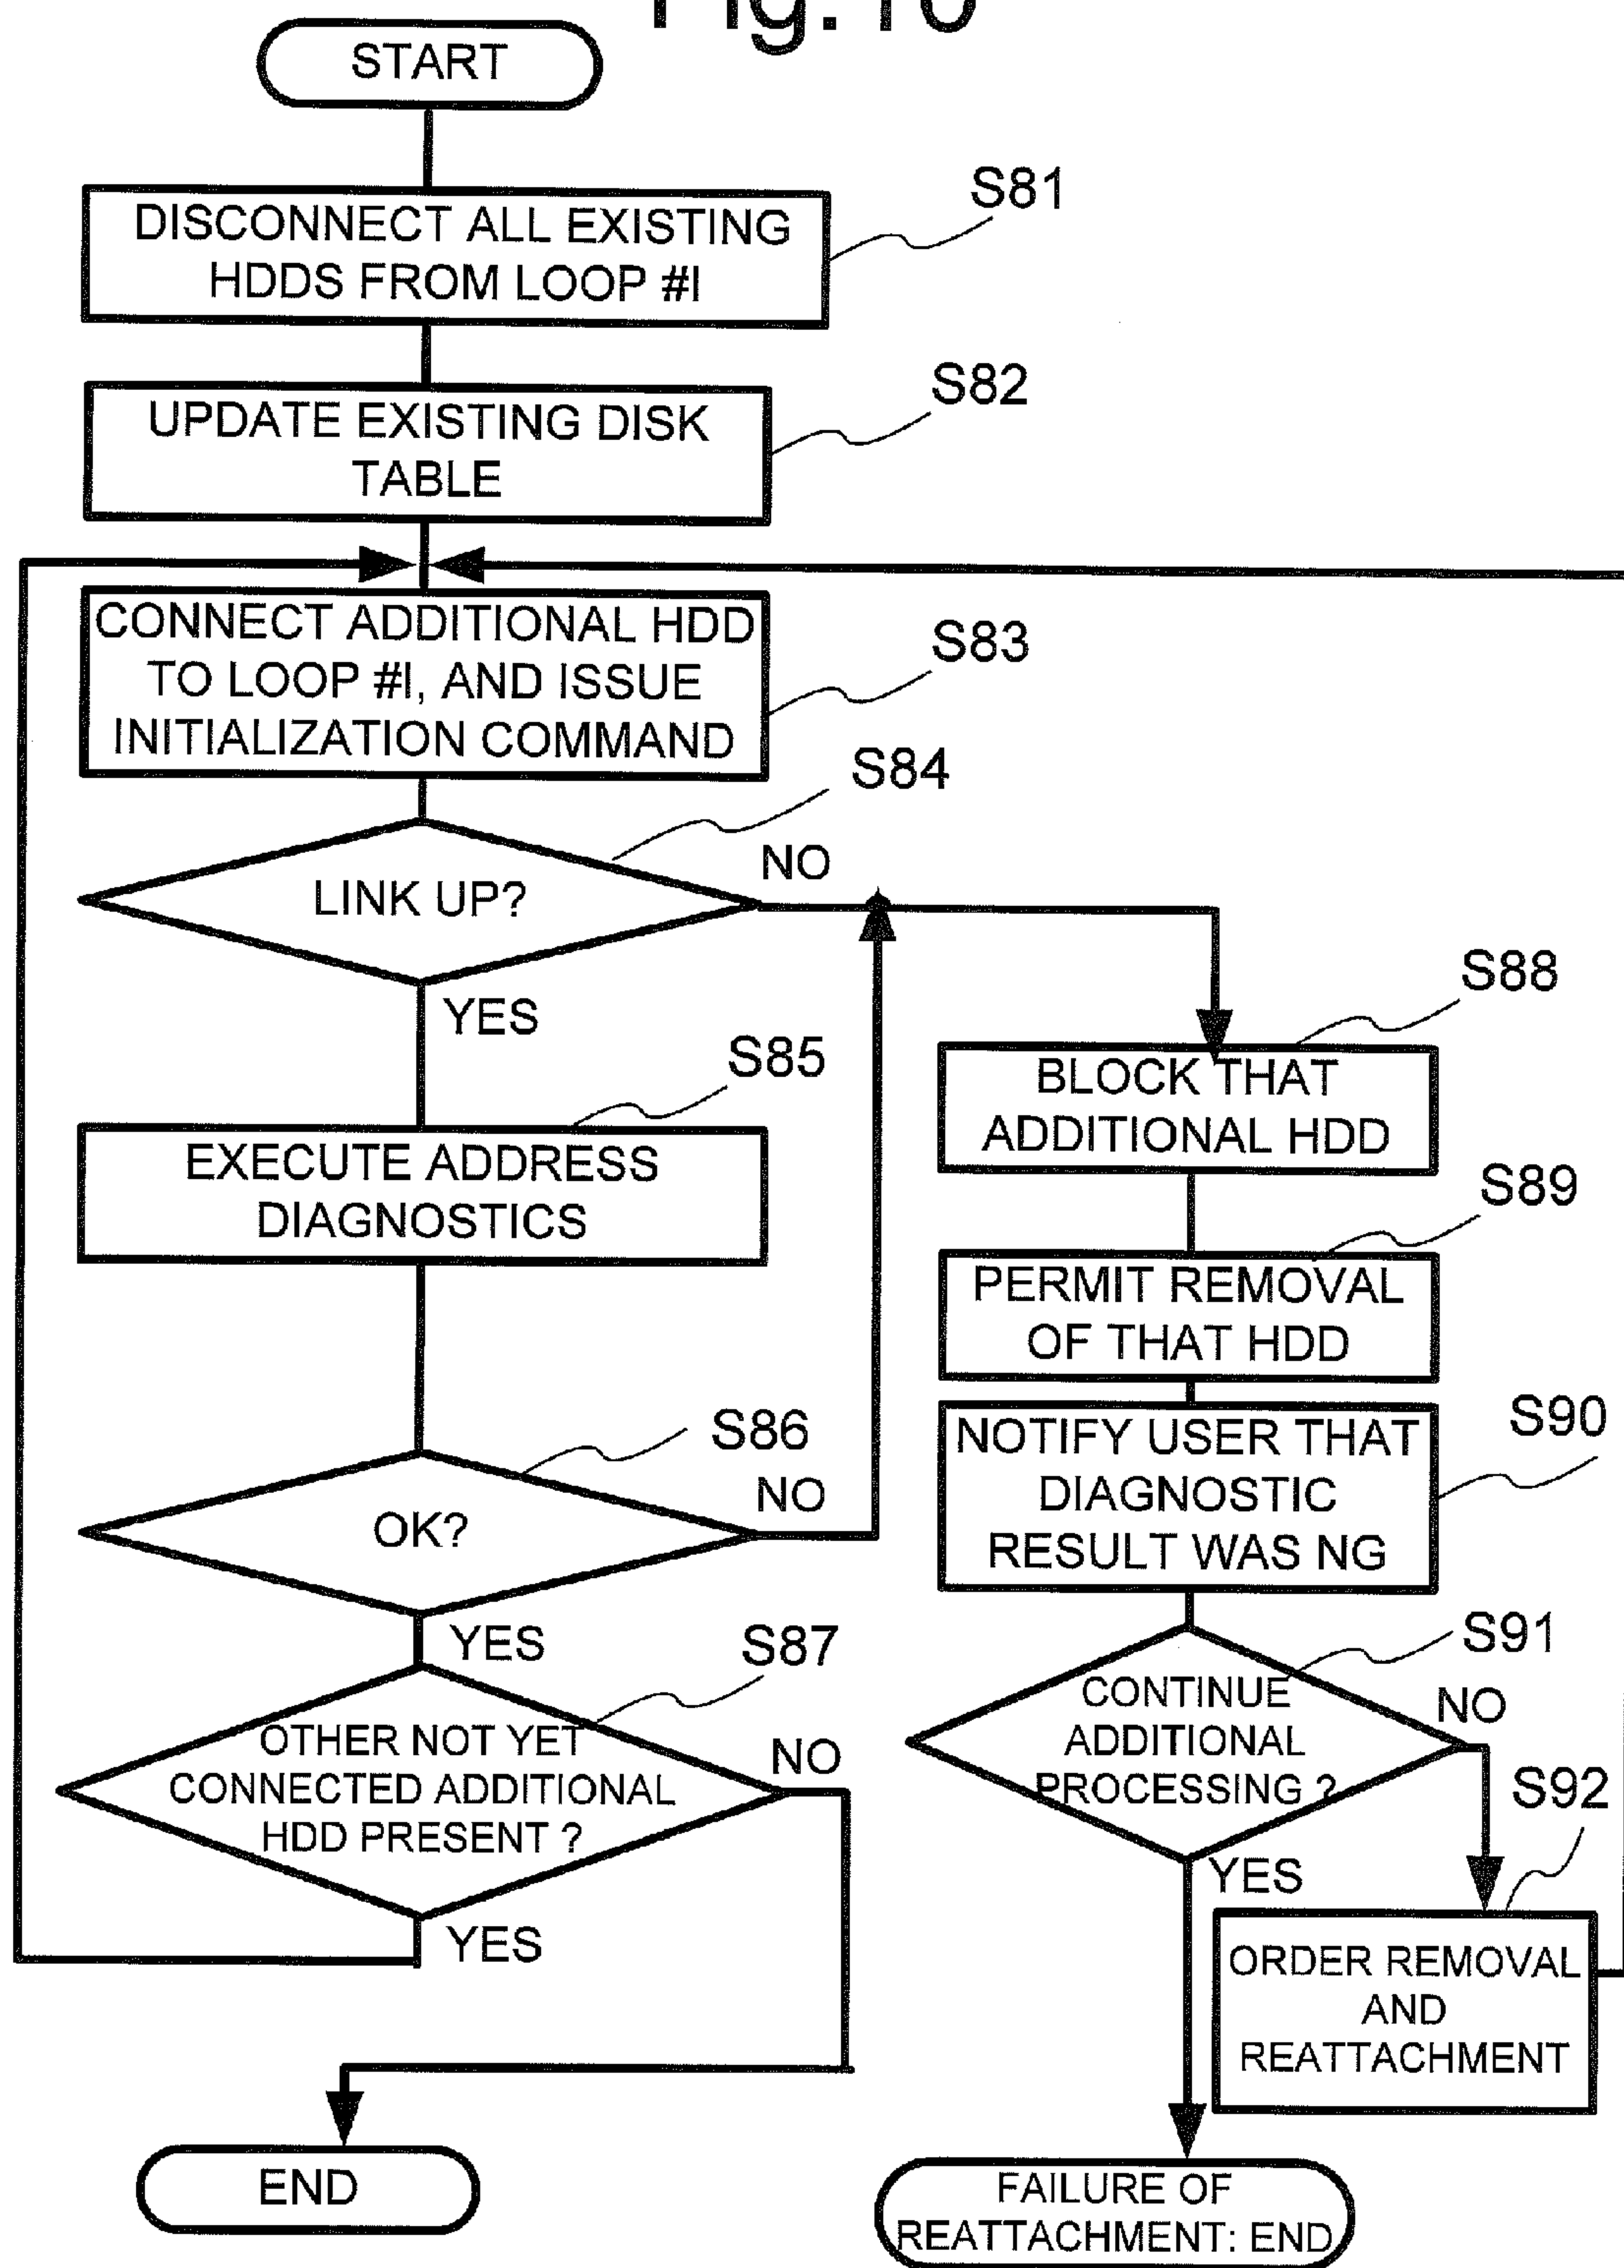 START
DISCONNECT ALL EXISTING
HDDS FROM LOOP #I
S81
UPDATE EXISTING DISK
TABLE
S82
CONNECT ADDITIONAL HDD
TO LOOP #I, AND ISSUE
INITIALIZATION COMMAND
S83
LINK UP?
S84
NO
YES
EXECUTE ADDRESS
DIAGNOSTICS
S85
OK?
S86
NO
YES
OTHER NOT YET
CONNECTED ADDITIONAL
HDD PRESENT ?
S87
NO
YES
END
BLOCK THAT
ADDITIONAL HDD
S88
PERMIT REMOVAL
OF THAT HDD
S89
NOTIFY USER THAT
DIAGNOSTIC
RESULT WAS NG
S90
CONTINUE
ADDITIONAL
PROCESSING ?
S91
NO
YES
ORDER REMOVAL
AND
REATTACHMENT
S92
FAILURE OF
REATTACHMENT: END